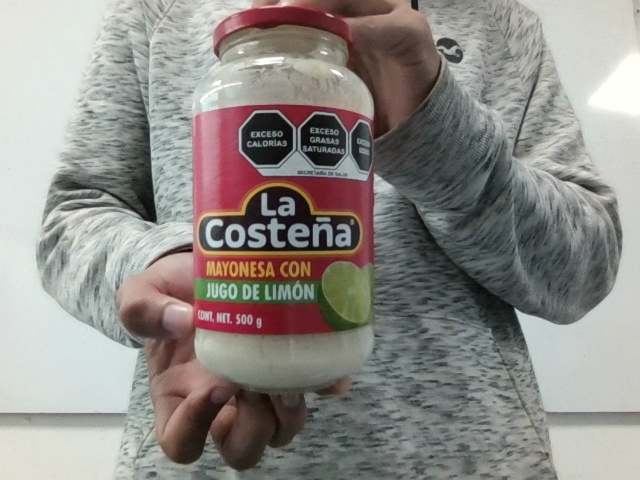 EXCESO
CALORÍAS
EXCESO
GRASAS
SATURADAS
SECRETARÍA DE SALUD
La
Costeña
MAYONESA CON
JUGO DE LIMÓN
CONT. NET. 500 g